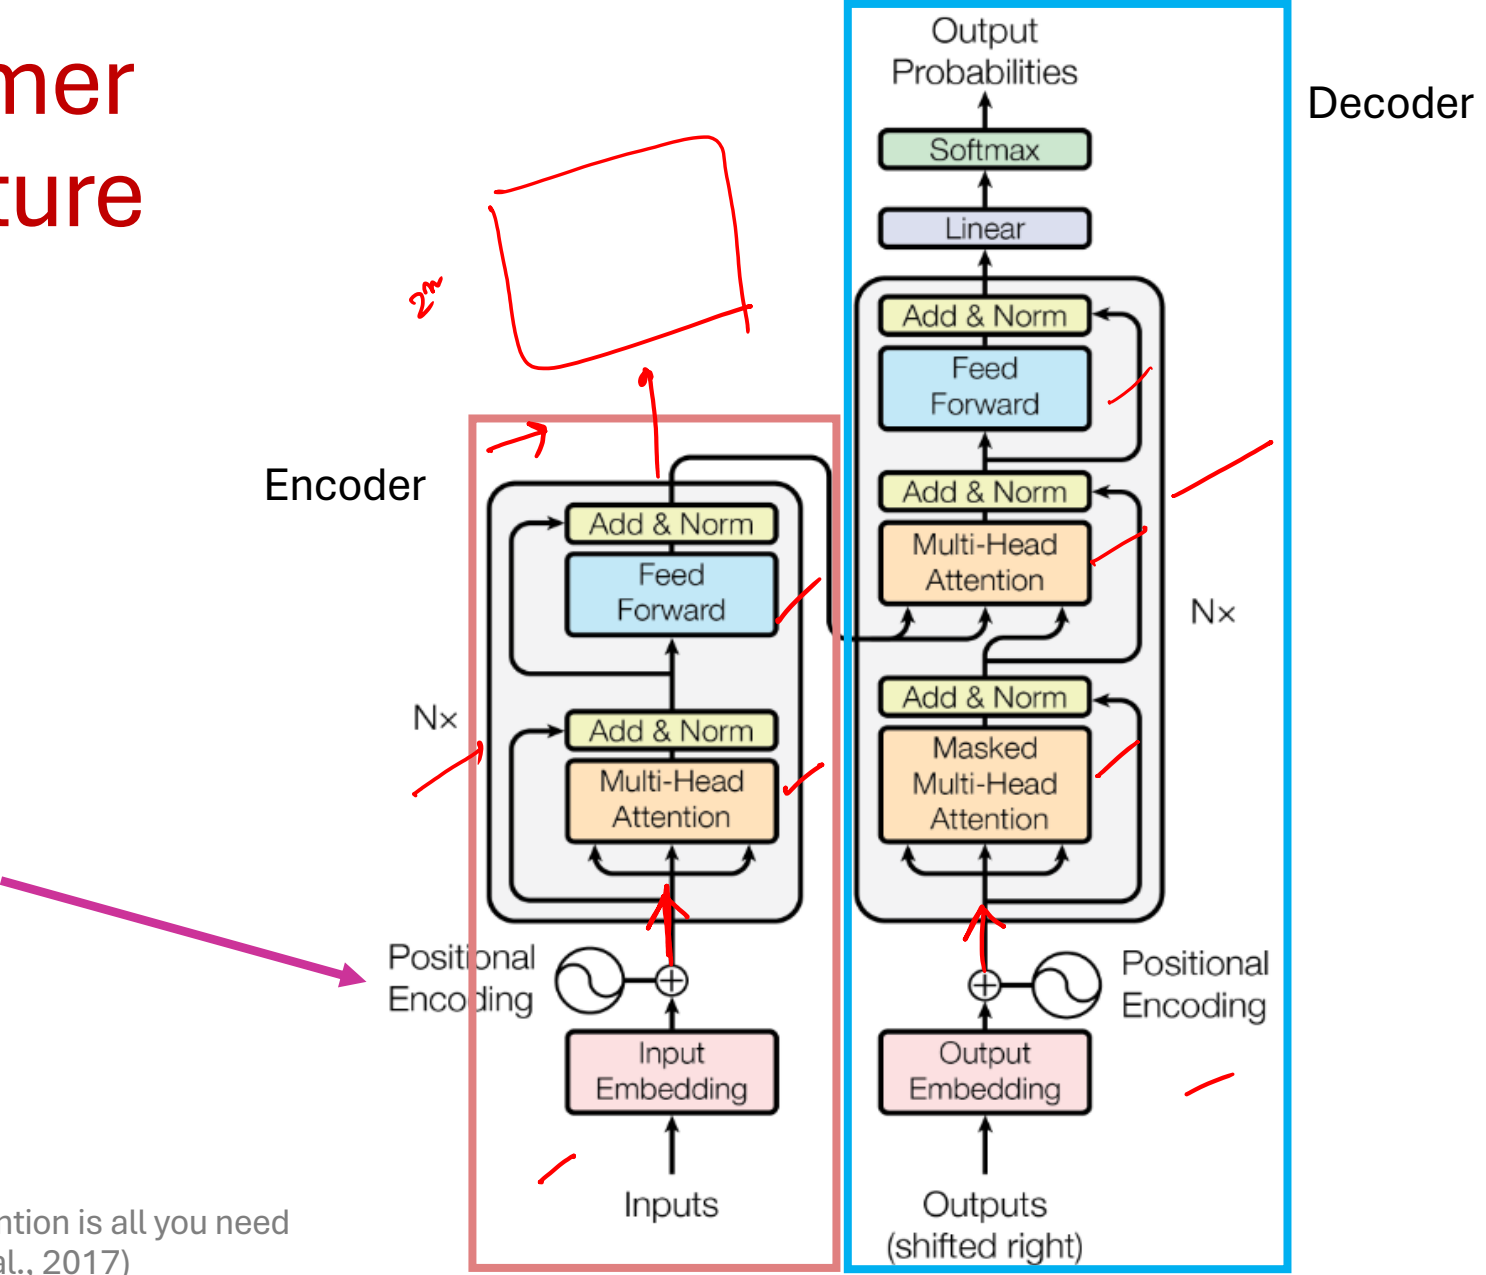 mer
ture
Output
Probabilities
Decoder
Softmax
Linear
Add & Norm
Feed
Forward
Add & Norm
Multi-Head
Attention
Nx
Add & Norm
Masked
Multi-Head
Attention
Positional
Encoding
Output
Embedding
Outputs
(shifted right)
Encoder
Add & Norm
Feed
Forward
Nx
Add & Norm
Multi-Head
Attention
Positional
Encoding
Input
Embedding
Inputs
ntion is all you need
al., 2017)